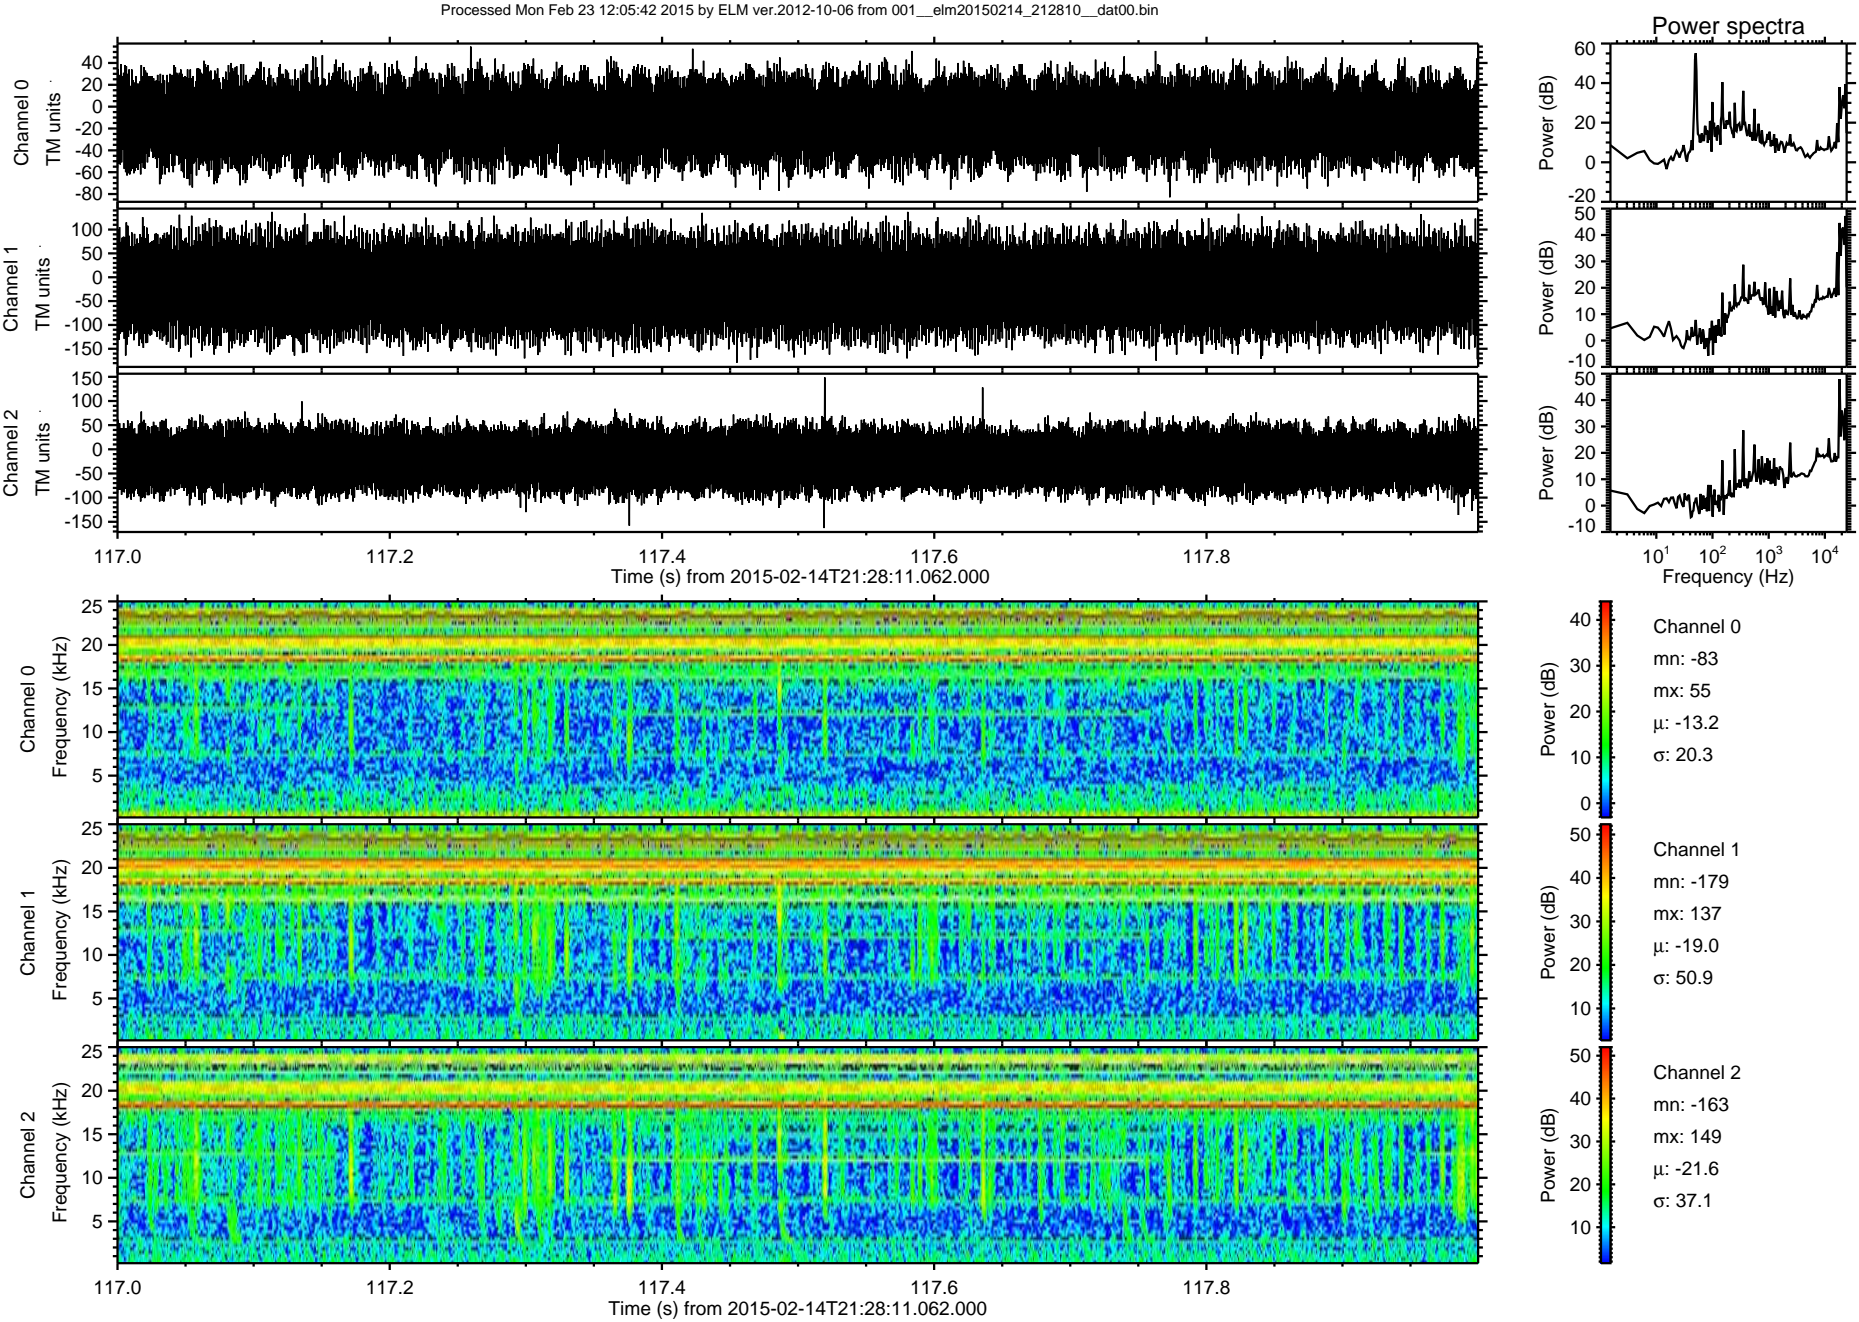 Processed Mon Feb 23 12:05:42 2015 by ELM ver.2012-10-06 from 001__elm20150214_212810__dat00.bin
Power spectra
Channel 0
TM units
40
20
0
-20
-40
-60
-80
Power (dB)
60
40
20
0
-20
Channel 1
TM units
100
50
0
-50
-100
-150
Power (dB)
50
40
30
20
10
0
-10
Channel 2
TM units
150
100
50
0
-50
-100
-150
Power (dB)
50
40
30
20
10
0
-10
117.0 117.2 117.4 117.6 117.8
Time (s) from 2015-02-14T21:28:11.062.000
10¹ 10² 10³ 10⁴
Frequency (Hz)
Channel 0
Frequency (kHz)
25
20
15
10
5
Power (dB)
40
30
20
10
0
Channel 0
mn: -83
mx: 55
μ: -13.2
σ: 20.3
Channel 1
Frequency (kHz)
25
20
15
10
5
Power (dB)
50
40
30
20
10
Channel 1
mn: -179
mx: 137
μ: -19.0
σ: 50.9
Channel 2
Frequency (kHz)
25
20
15
10
5
Power (dB)
50
40
30
20
10
Channel 2
mn: -163
mx: 149
μ: -21.6
σ: 37.1
117.0 117.2 117.4 117.6 117.8
Time (s) from 2015-02-14T21:28:11.062.000